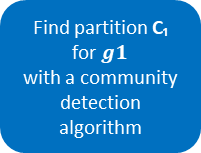 Find partition C₁
for g1
with a community
detection
algorithm